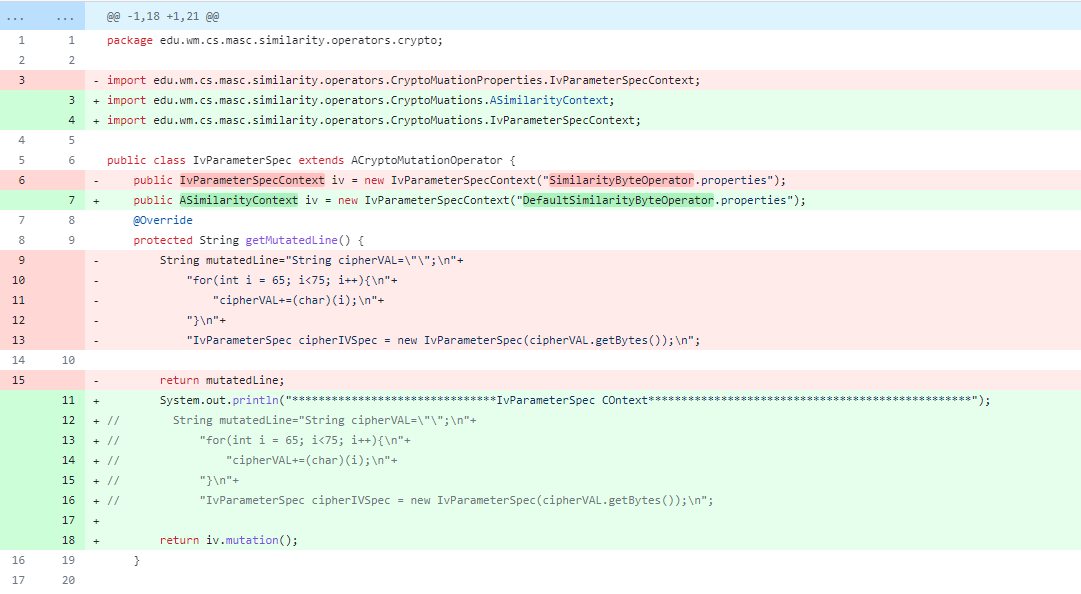 ... ... @@ -1,18 +1,21 @@
1 1 package edu.wm.cs.masc.similarity.operators.crypto;
2 2
3 - import edu.wm.cs.masc.similarity.operators.CryptoMuationProperties.IvParameterSpecContext;
3 + import edu.wm.cs.masc.similarity.operators.CryptoMuations.ASimilarityContext;
4 + import edu.wm.cs.masc.similarity.operators.CryptoMuations.IvParameterSpecContext;
4 5
5 6 public class IvParameterSpec extends ACryptoMutationOperator {
6 - public IvParameterSpecContext iv = new IvParameterSpecContext("SimilarityByteOperator.properties");
7 + public ASimilarityContext iv = new IvParameterSpecContext("DefaultSimilarityByteOperator.properties");
7 8 @Override
8 9 protected String getMutatedLine() {
9 - String mutatedLine="String cipherVAL=\"\";\n"+
10 - "for(int i = 65; i<75; i++){\n"+
11 - "cipherVAL+=(char)(i);\n"+
12 - "}\n"+
13 - "IvParameterSpec cipherIVSpec = new IvParameterSpec(cipherVAL.getBytes());\n";
14 10
15 - return mutatedLine;
11 + System.out.println("*******************************IvParameterSpec COntext*************************************************");
12 + // String mutatedLine="String cipherVAL=\"\";\n"+
13 + // "for(int i = 65; i<75; i++){\n"+
14 + // "cipherVAL+=(char)(i);\n"+
15 + // "}\n"+
16 + // "IvParameterSpec cipherIVSpec = new IvParameterSpec(cipherVAL.getBytes());\n";
17 +
18 + return iv.mutation();
16 19 }
17 20